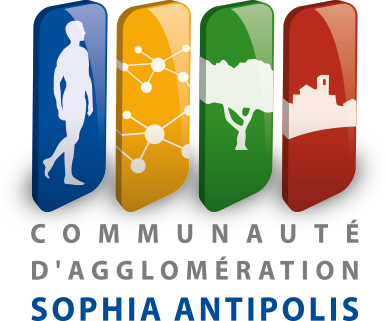 COMMUNAUTÉ
D'AGGLOMÉRATION
SOPHIA ANTIPOLIS